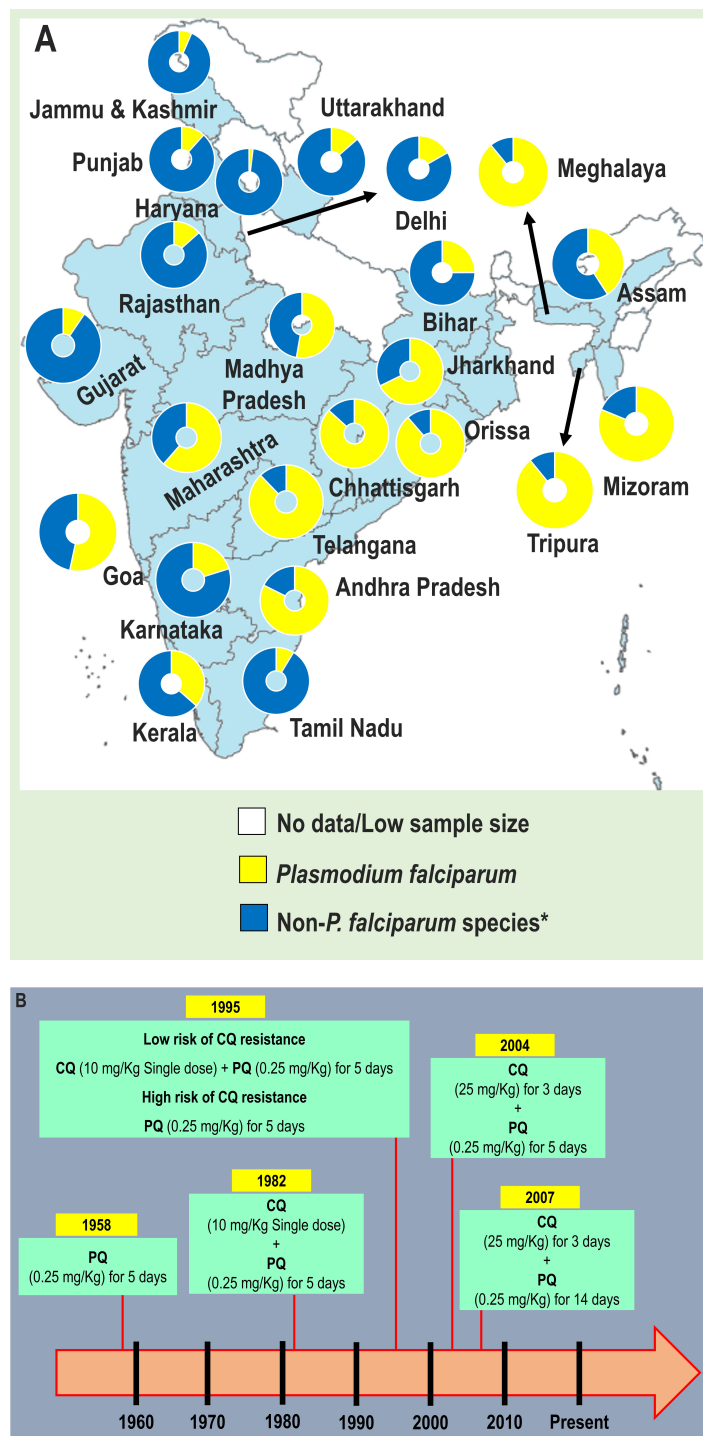 A
Jammu & Kashmir
Uttarakhand
Punjab
Meghalaya
Haryana
Delhi
Rajasthan
Assam
Bihar
Gujarat
Madhya
Pradesh
Jharkhand
Orissa
Maharashtra
Chhattisgarh
Mizoram
Telangana
Tripura
Goa
Andhra Pradesh
Karnataka
Kerala
Tamil Nadu
No data/Low sample size
Plasmodium falciparum
Non-P. falciparum species*
B
1995
Low risk of CQ resistance
CQ (10 mg/Kg Single dose) + PQ (0.25 mg/Kg) for 5 days
High risk of CQ resistance
PQ (0.25 mg/Kg) for 5 days
2004
CQ
(25 mg/Kg) for 3 days
+
PQ
(0.25 mg/Kg) for 5 days
1982
CQ
(10 mg/Kg Single dose)
+
PQ
(0.25 mg/Kg) for 5 days
2007
CQ
(25 mg/Kg) for 3 days
+
PQ
(0.25 mg/Kg) for 14 days
1958
PQ
(0.25 mg/Kg) for 5 days
1960 1970 1980 1990 2000 2010 Present